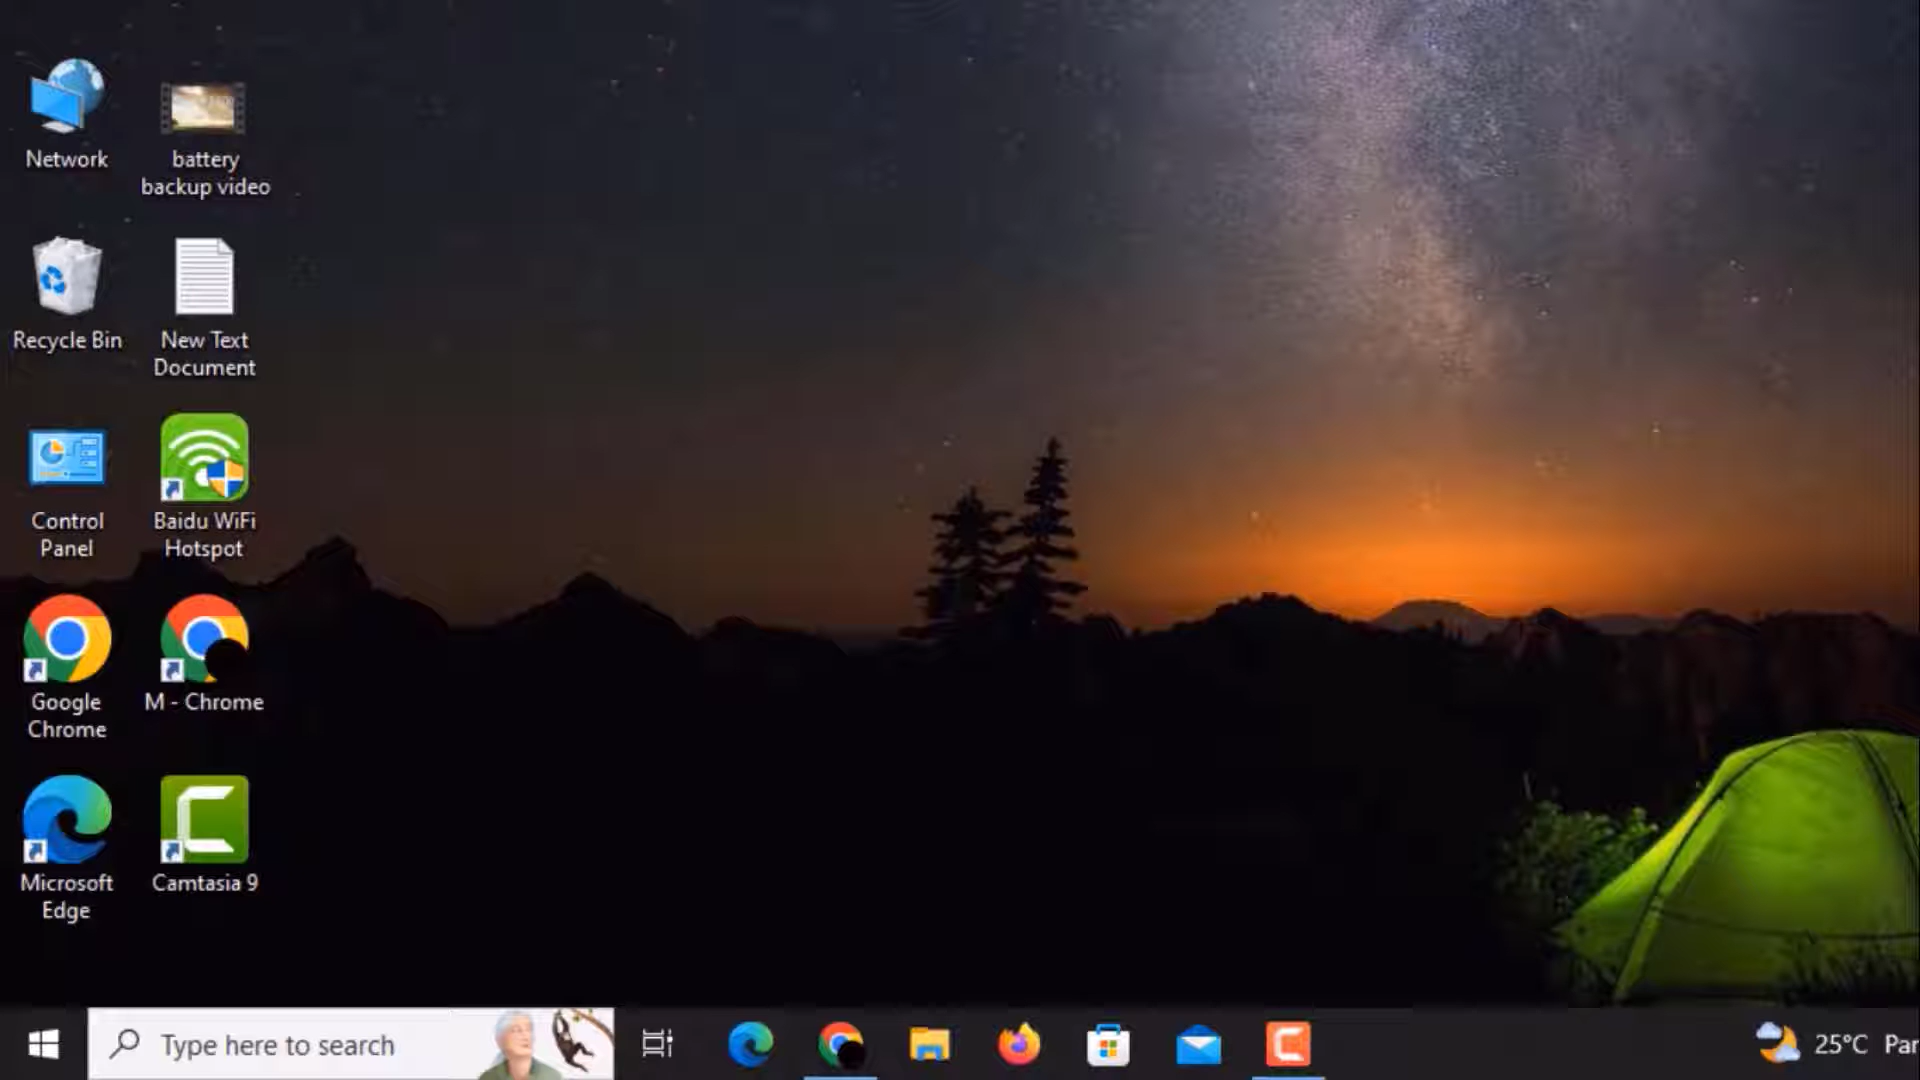 Network
battery
backup video
Recycle Bin
New Text
Document
Control
Panel
Baidu WiFi
Hotspot
Google
Chrome
M - Chrome
Microsoft
Edge
Camtasia 9
Type here to search
25°C Par